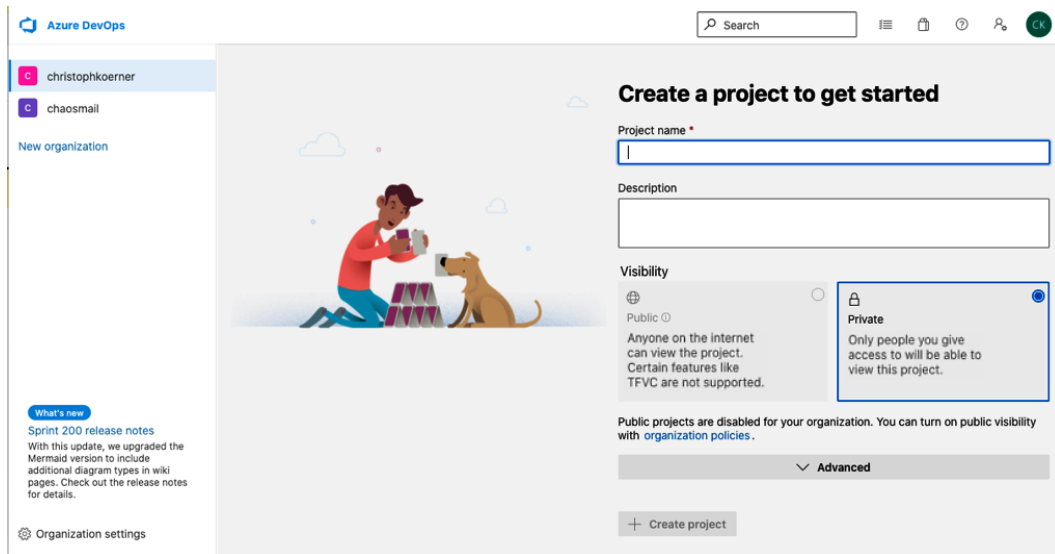 Azure DevOps
Search
CK
C christophkoerner
C chaosmail
New organization
What's new
Sprint 200 release notes
With this update, we upgraded the
Mermaid version to include
additional diagram types in wiki
pages. Check out the release notes
for details.
Organization settings
Create a project to get started
Project name *
Description
Visibility
Public
Anyone on the internet
can view the project.
Certain features like
TFVC are not supported.
Private
Only people you give
access to will be able to
view this project.
Public projects are disabled for your organization. You can turn on public visibility
with organization policies.
Advanced
+ Create project